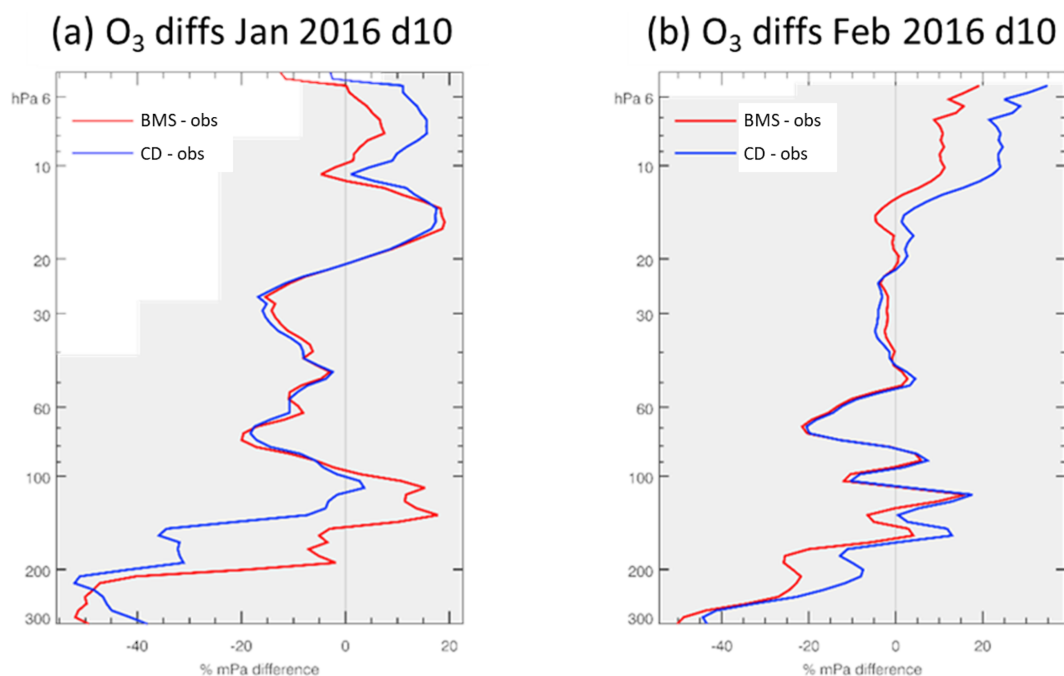 (a) O₃ diffs Jan 2016 d10
hPa 6
BMS - obs
CD - obs
10
20
30
60
100
200
300
-40
-20
0
20
% mPa difference
(b) O₃ diffs Feb 2016 d10
hPa 6
BMS - obs
CD - obs
10
20
30
60
100
200
300
-40
-20
0
20
% mPa difference